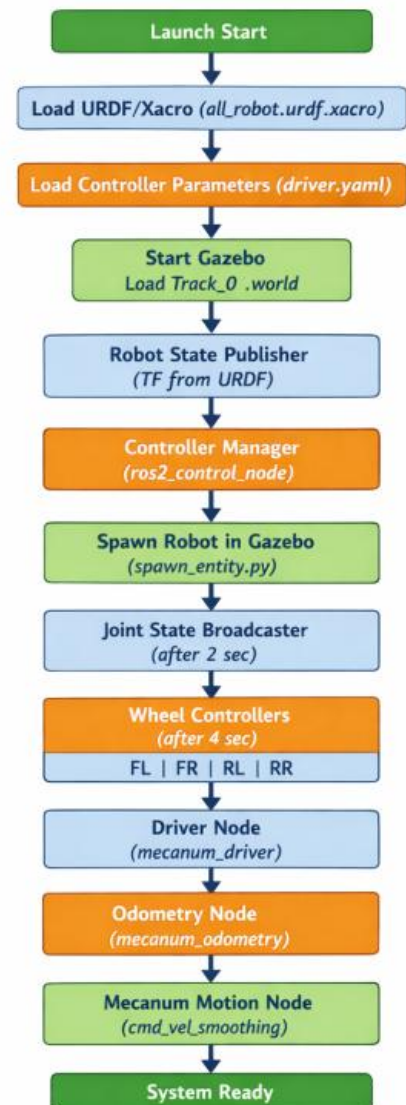 Launch Start
Load URDF/Xacro (all_robot.urdf.xacro)
Load Controller Parameters (driver.yaml)
Start Gazebo
Load Track_0 .world
Robot State Publisher
(TF from URDF)
Controller Manager
(ros2_control_node)
Spawn Robot in Gazebo
(spawn_entity.py)
Joint State Broadcaster
(after 2 sec)
Wheel Controllers
(after 4 sec)
FL | FR | RL | RR
Driver Node
(mecanum_driver)
Odometry Node
(mecanum_odometry)
Mecanum Motion Node
(cmd_vel_smoothing)
System Ready